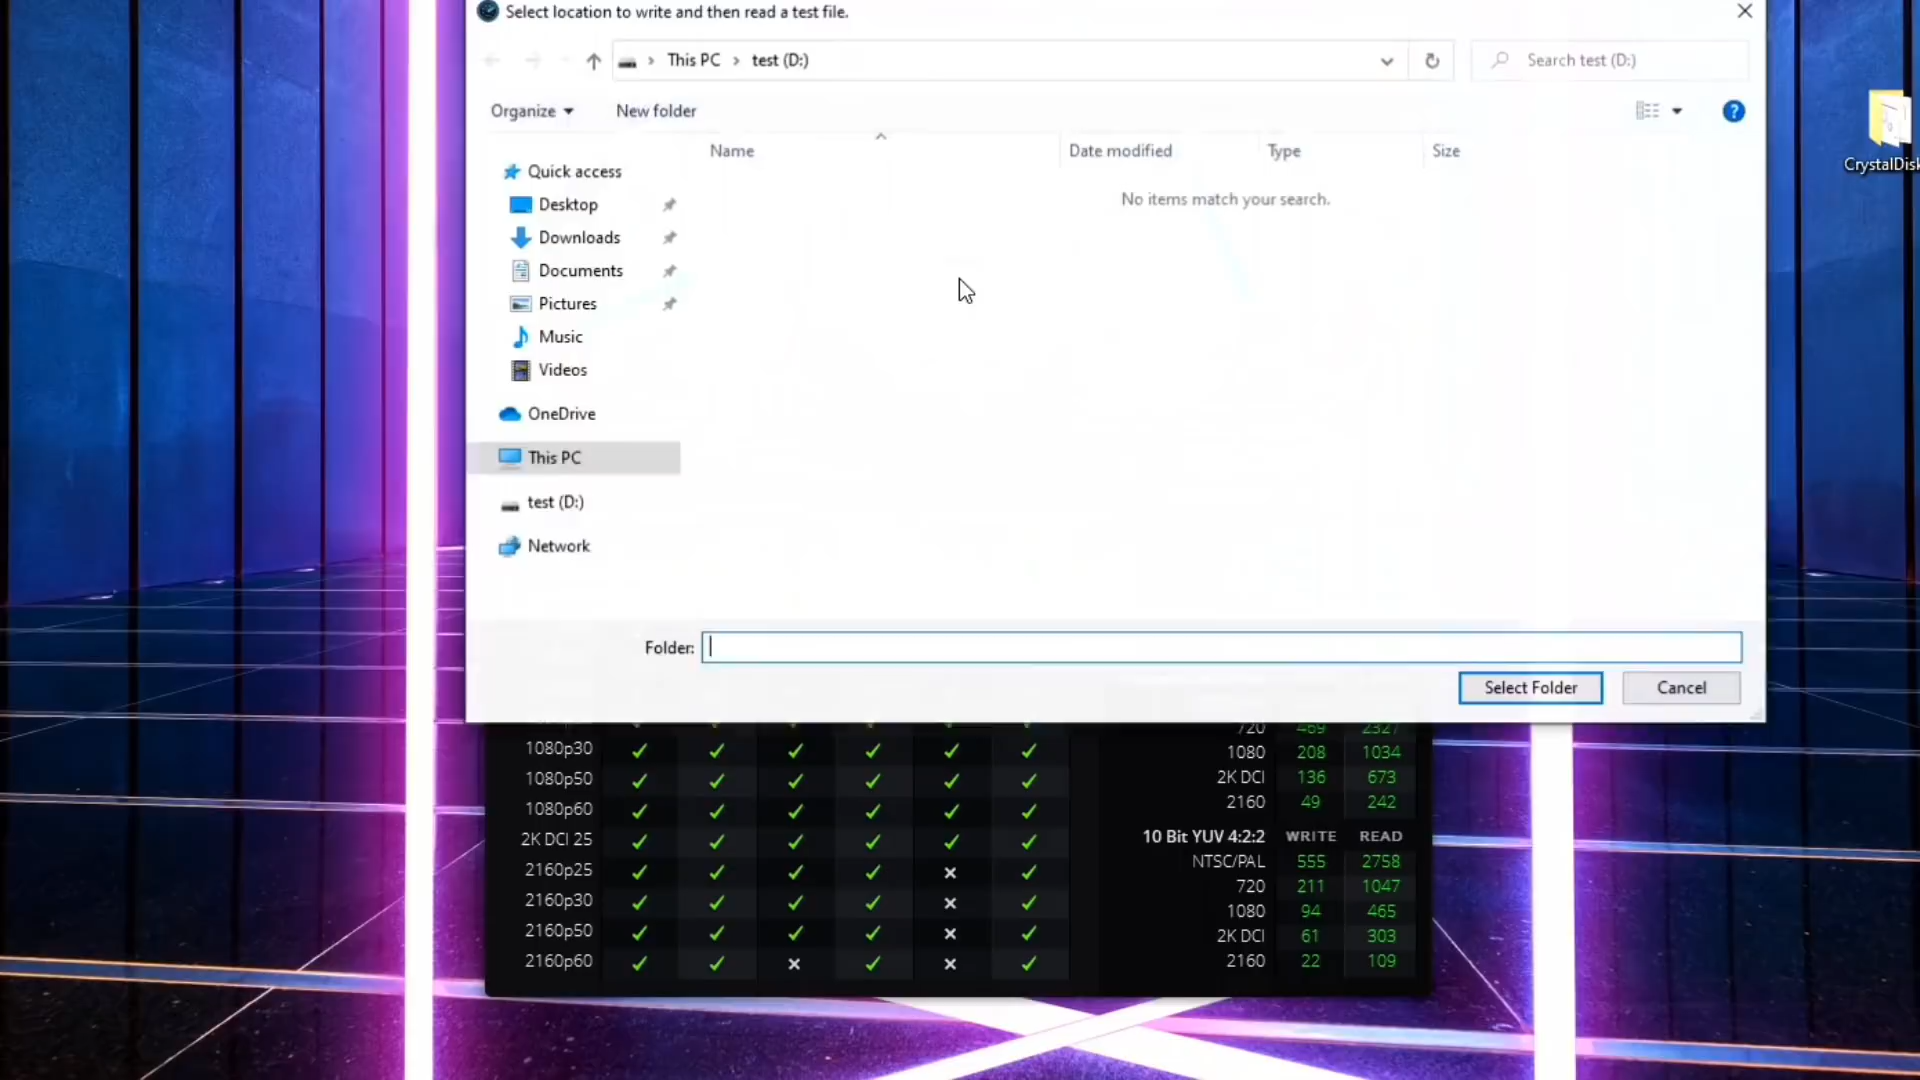 Select location to write and then read a test file.
This PC > test (D:)
Search test (D:)
Organize
New folder
Name
Date modified
Type
Size
No items match your search.
Quick access
Desktop
Downloads
Documents
Pictures
Music
Videos
OneDrive
This PC
test (D:)
Network
Folder:
Select Folder
Cancel
CrystalDisk
1080p30 ✓ ✓ ✓ ✓ ✓ ✓
1080p50 ✓ ✓ ✓ ✓ ✓ ✓
1080p60 ✓ ✓ ✓ ✓ ✓ ✓
2K DCI 25 ✓ ✓ ✓ ✓ ✓ ✓
2160p25 ✓ ✓ ✓ ✓ × ✓
2160p30 ✓ ✓ ✓ ✓ × ✓
2160p50 ✓ ✓ ✓ ✓ × ✓
2160p60 ✓ ✓ × ✓ × ✓
720 469 2327
1080 208 1034
2K DCI 136 673
2160 49 242
10 Bit YUV 4:2:2 WRITE READ
NTSC/PAL 555 2758
720 211 1047
1080 94 465
2K DCI 61 303
2160 22 109